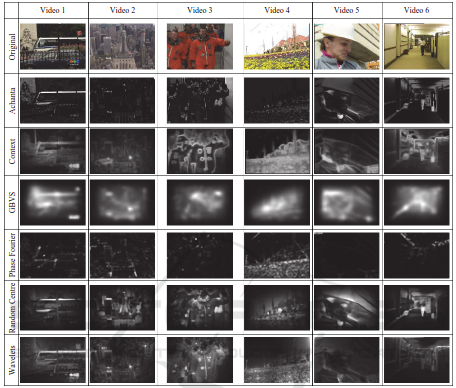 Video 1 Video 2 Video 3 Video 4 Video 5 Video 6
Original
Achanta
Context
GBVS
Phase Fourier
Random Centre
Wavelets